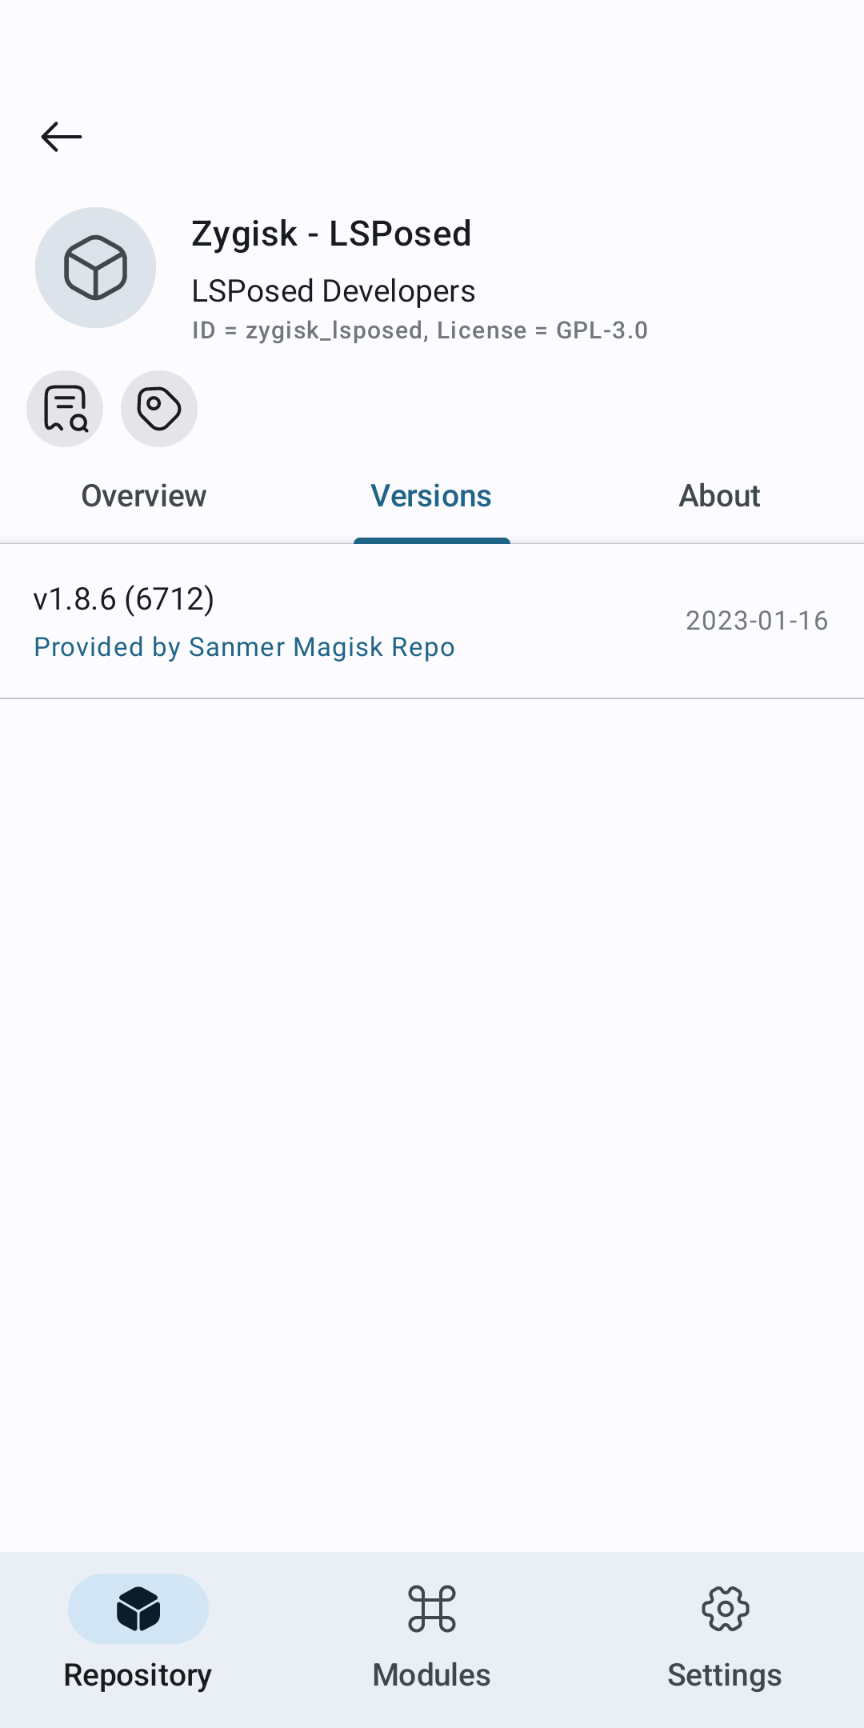 Zygisk - LSPosed
LSPosed Developers
ID = zygisk_lsposed, License = GPL-3.0
Overview
Versions
About
v1.8.6 (6712)
2023-01-16
Provided by Sanmer Magisk Repo
Repository
Modules
Settings